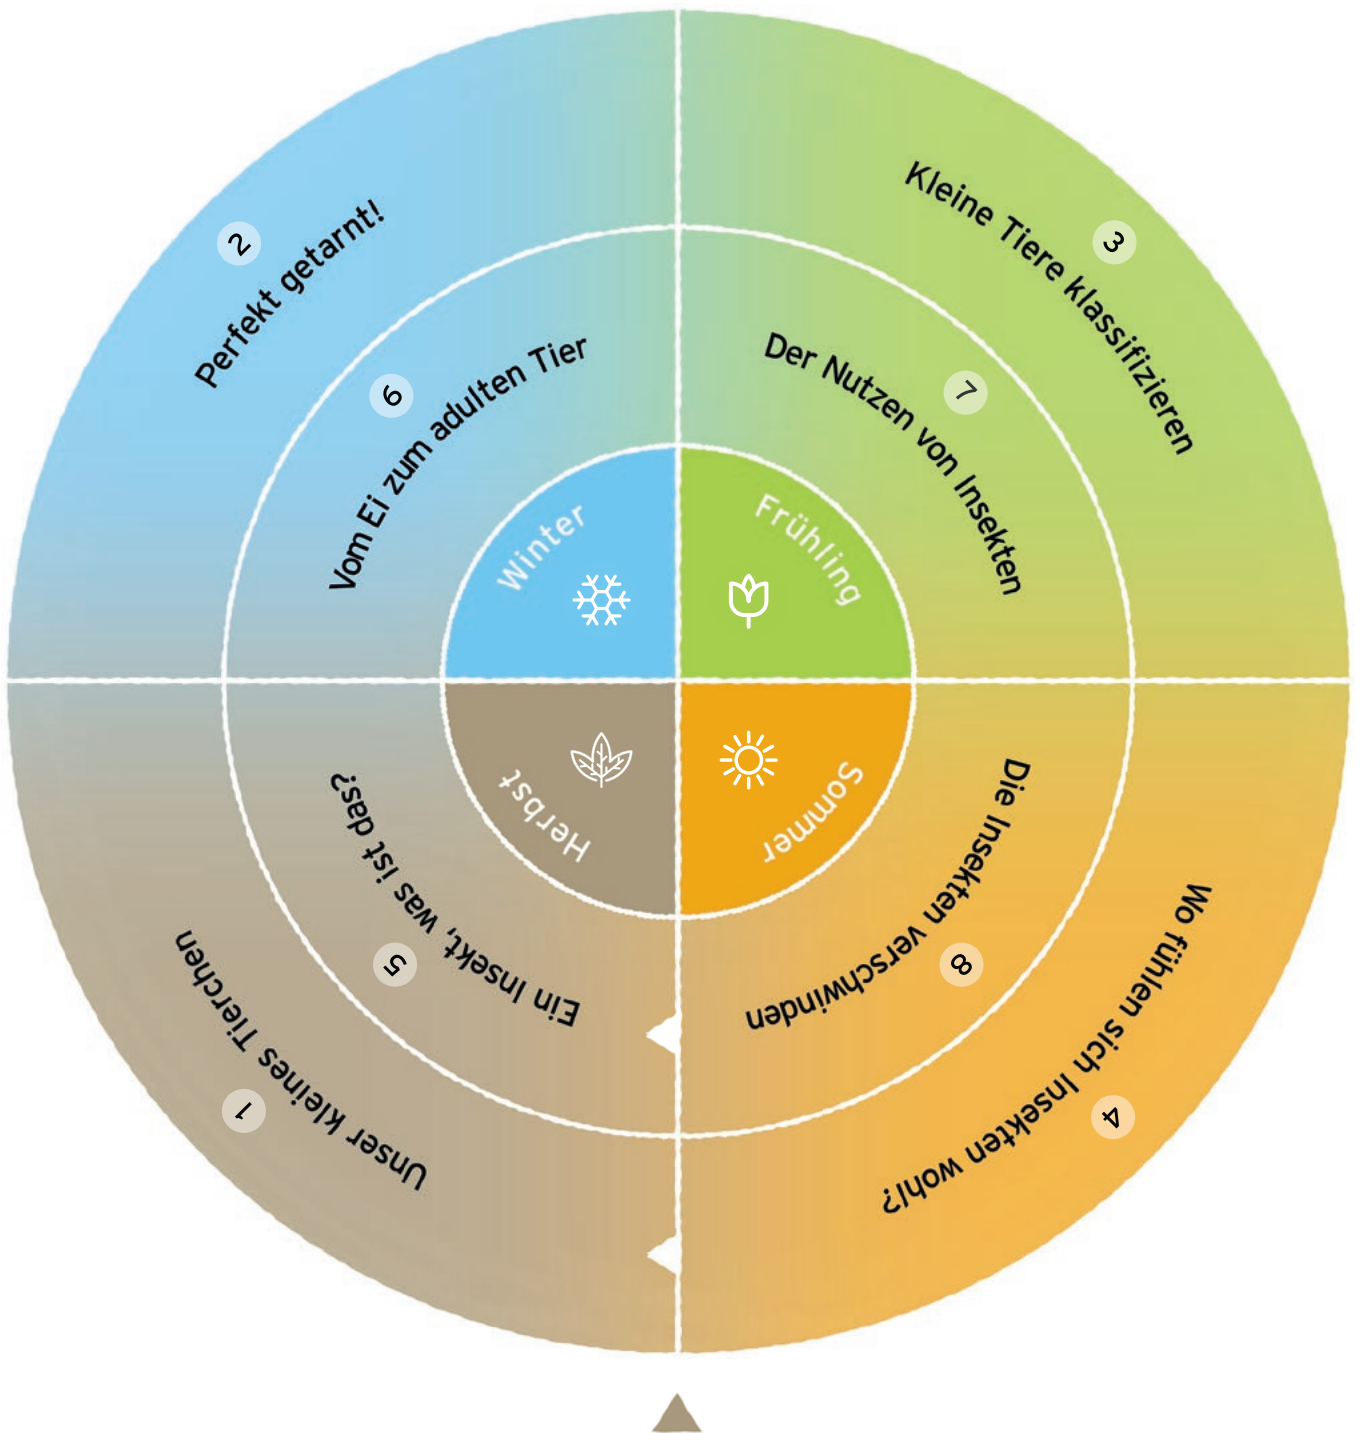 1
Unser kleines Tierchen
2
Perfekt getarnt!
3
Kleine Tiere klassifizieren
4
Wo fühlen sich Insekten wohl?
5
Ein Insekt, was ist das?
6
Vom Ei zum adulten Tier
7
Der Nutzen von Insekten
8
Die Insekten verschwinden
Herbst
Winter
Frühling
Sommer